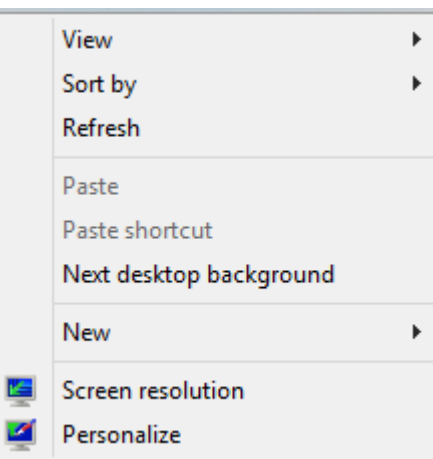 View
Sort by
Refresh
Paste
Paste shortcut
Next desktop background
New
Screen resolution
Personalize